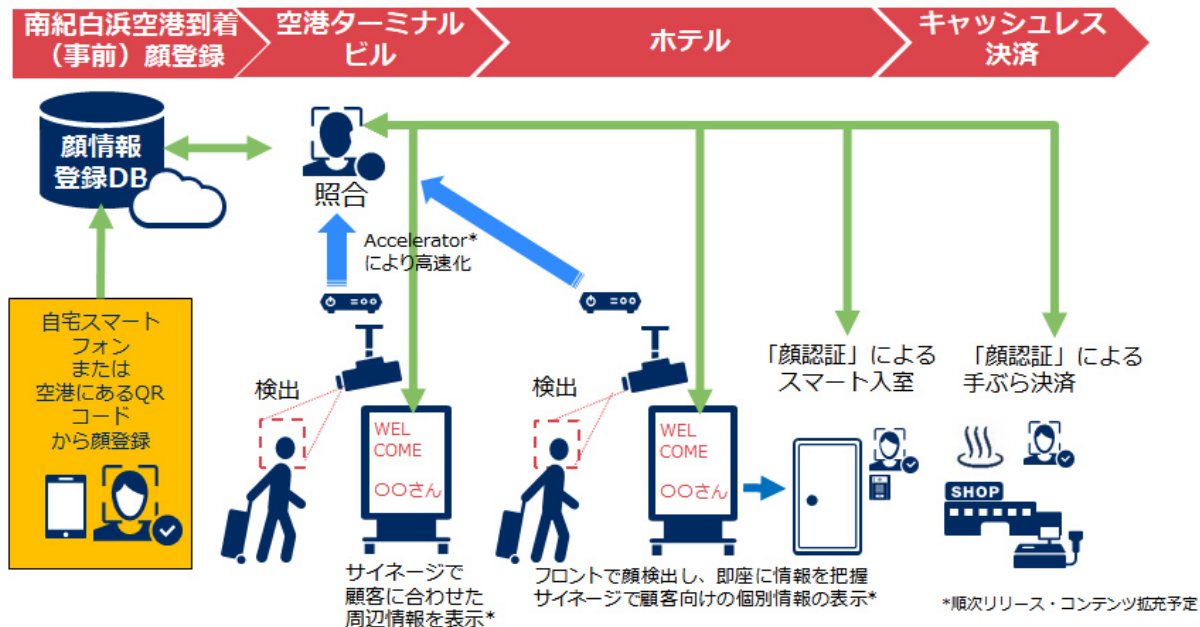 南紀白浜空港到着
（事前）顔登録
空港ターミナル
ビル
ホテル
キャッシュレス
決済
顔情報
登録DB
照合
Accelerator*
により高速化
自宅スマート
フォン
または
空港にあるQR
コード
から顔登録
検出
WEL
COME
〇〇さん
サイネージで
顧客に合わせた
周辺情報を表示*
検出
WEL
COME
〇〇さん
フロントで顔検出し、即座に情報を把握
サイネージで顧客向けの個別情報の表示*
「顔認証」による
スマート入室
「顔認証」による
手ぶら決済
SHOP
*順次リリース・コンテンツ拡充予定